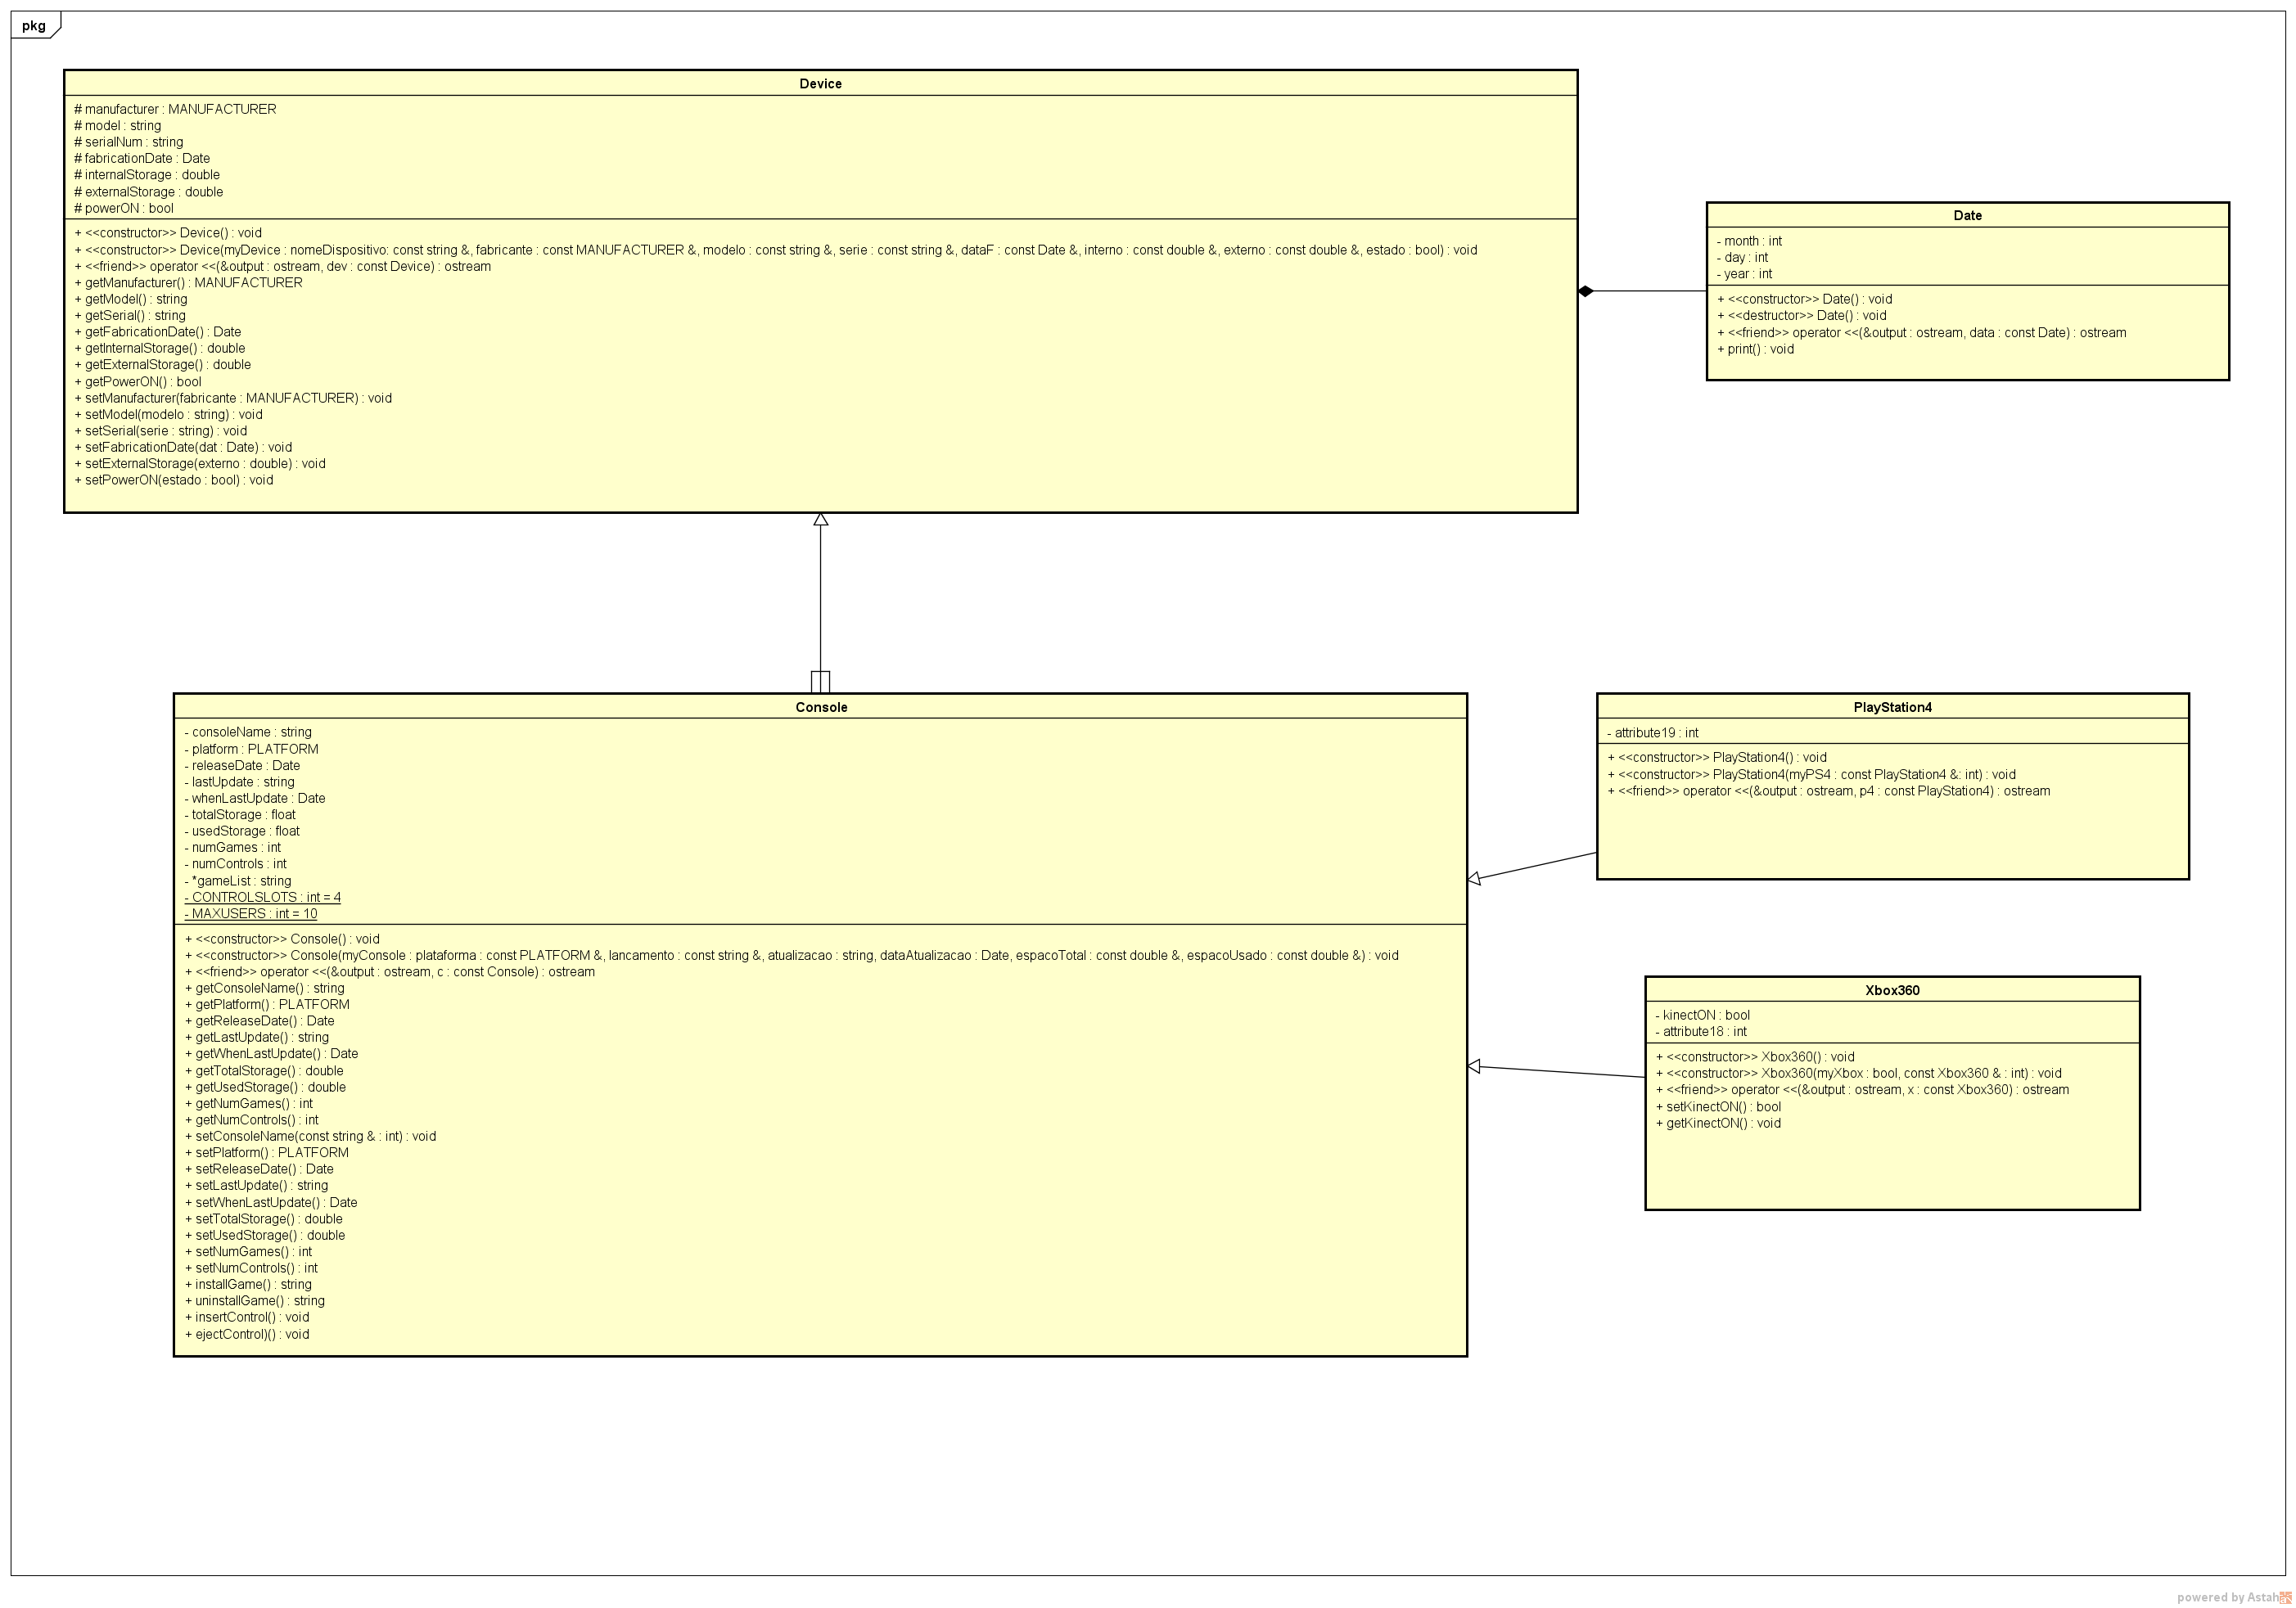 pkg
Device
# manufacturer : MANUFACTURER
# model : string
# serialNum : string
# fabricationDate : Date
# internalStorage : double
# externalStorage : double
# powerON : bool
+ <<constructor>> Device() : void
+ <<constructor>> Device(myDevice : nomeDispositivo: const string &, fabricante : const MANUFACTURER &, modelo : const string &, serie : const string &, dataF : const Date &, interno : const double &, externo : const double &, estado : bool) : void
+ <<friend>> operator <<(&output : ostream, dev : const Device) : ostream
+ getManufacturer() : MANUFACTURER
+ getModel() : string
+ getSerial() : string
+ getFabricationDate() : Date
+ getInternalStorage() : double
+ getExternalStorage() : double
+ getPowerON() : bool
+ setManufacturer(fabricante : MANUFACTURER) : void
+ setModel(modelo : string) : void
+ setSerial(serie : string) : void
+ setFabricationDate(dat : Date) : void
+ setExternalStorage(externo : double) : void
+ setPowerON(estado : bool) : void
Date
- month : int
- day : int
- year : int
+ <<constructor>> Date() : void
+ <<destructor>> Date() : void
+ <<friend>> operator <<(&output : ostream, data : const Date) : ostream
+ print() : void
Console
- consoleName : string
- platform : PLATFORM
- releaseDate : Date
- lastUpdate : string
- whenLastUpdate : Date
- totalStorage : float
- usedStorage : float
- numGames : int
- numControls : int
- *gameList : string
- CONTROLSLOTS : int = 4
- MAXUSERS : int = 10
+ <<constructor>> Console() : void
+ <<constructor>> Console(myConsole : plataforma : const PLATFORM &, lancamento : const string &, atualizacao : string, dataAtualizacao : Date, espacoTotal : const double &, espacoUsado : const double &) : void
+ <<friend>> operator <<(&output : ostream, c : const Console) : ostream
+ getConsoleName() : string
+ getPlatform() : PLATFORM
+ getReleaseDate() : Date
+ getLastUpdate() : string
+ getWhenLastUpdate() : Date
+ getTotalStorage() : double
+ getUsedStorage() : double
+ getNumGames() : int
+ getNumControls() : int
+ setConsoleName(const string & : int) : void
+ setPlatform() : PLATFORM
+ setReleaseDate() : Date
+ setLastUpdate() : string
+ setWhenLastUpdate() : Date
+ setTotalStorage() : double
+ setUsedStorage() : double
+ setNumGames() : int
+ setNumControls() : int
+ installGame() : string
+ uninstallGame() : string
+ insertControl() : void
+ ejectControl)() : void
PlayStation4
- attribute19 : int
+ <<constructor>> PlayStation4() : void
+ <<constructor>> PlayStation4(myPS4 : const PlayStation4 &: int) : void
+ <<friend>> operator <<(&output : ostream, p4 : const PlayStation4) : ostream
Xbox360
- kinectON : bool
- attribute18 : int
+ <<constructor>> Xbox360() : void
+ <<constructor>> Xbox360(myXbox : bool, const Xbox360 & : int) : void
+ <<friend>> operator <<(&output : ostream, x : const Xbox360) : ostream
+ setKinectON() : bool
+ getKinectON() : void
powered by Astah